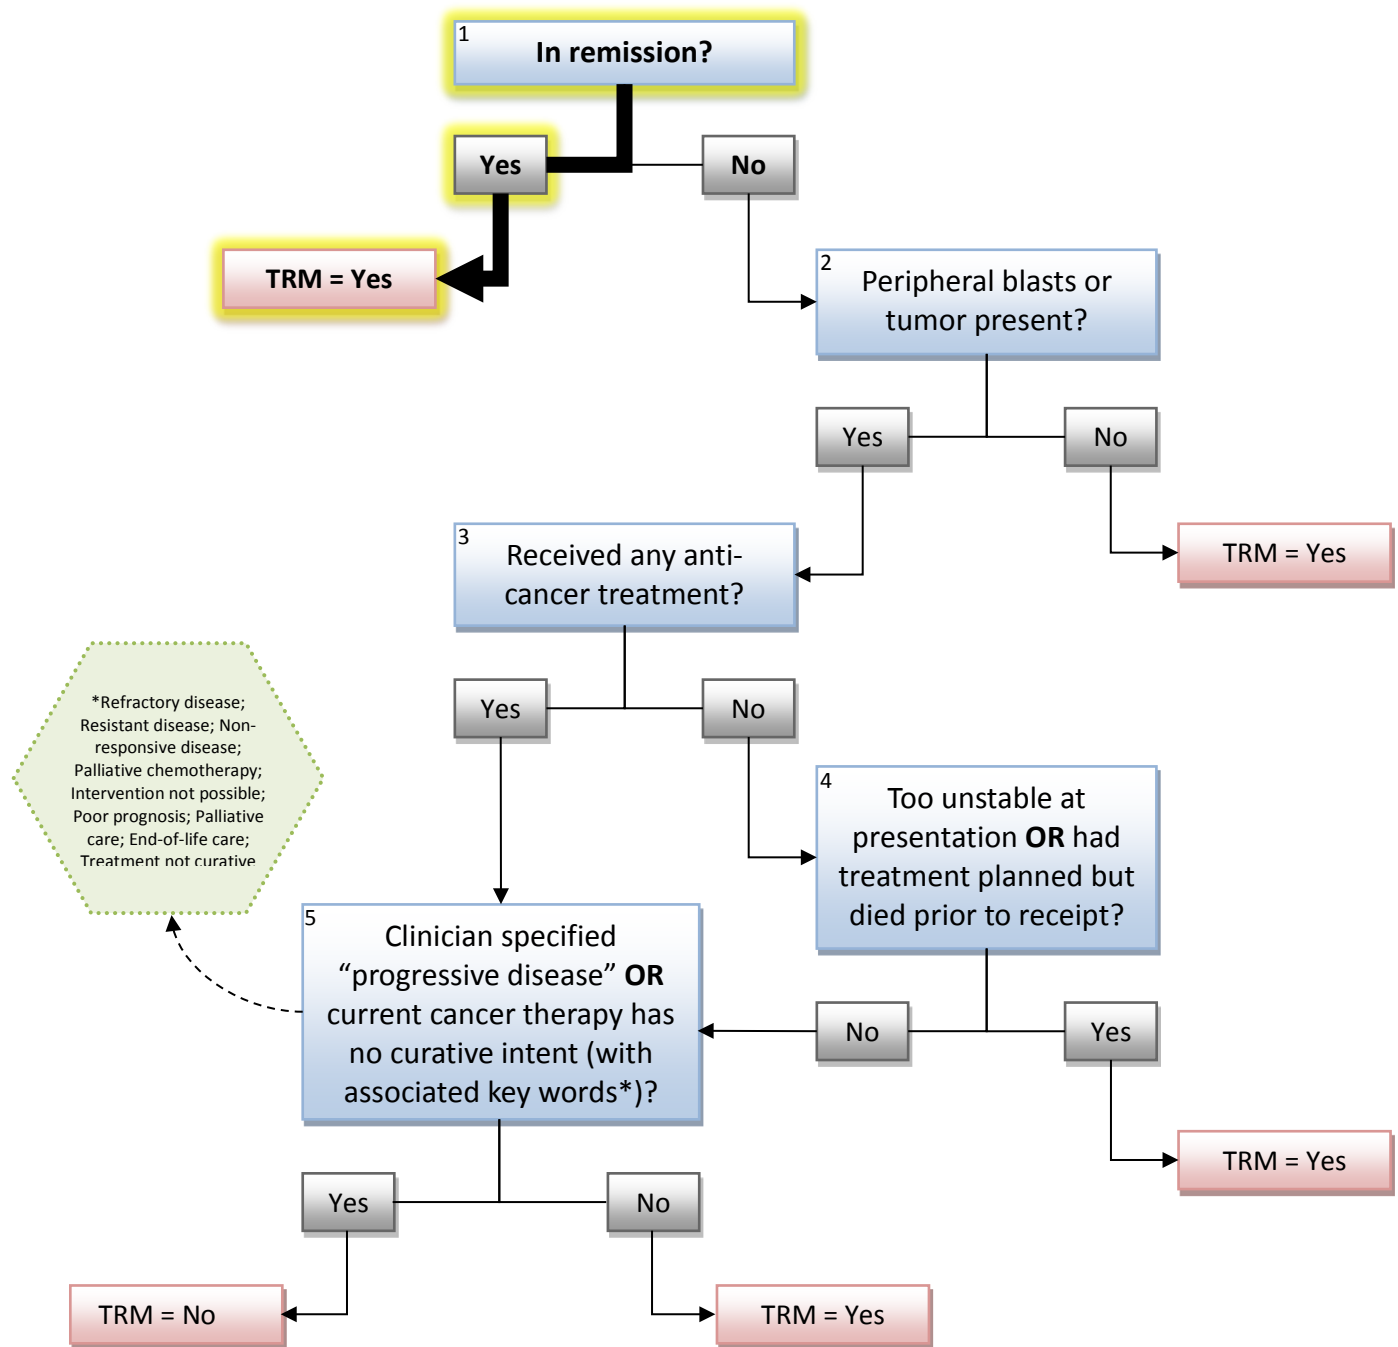 1
In remission?
Yes
No
TRM = Yes
2
Peripheral blasts or
tumor present?
Yes
No
TRM = Yes
3
Received any anti-
cancer treatment?
Yes
No
*Refractory disease;
Resistant disease; Non-
responsive disease;
Palliative chemotherapy;
Intervention not possible;
Poor prognosis; Palliative
care; End-of-life care;
Treatment not curative
4
Too unstable at
presentation OR had
treatment planned but
died prior to receipt?
5
Clinician specified
“progressive disease” OR
current cancer therapy has
no curative intent (with
associated key words*)?
No
Yes
TRM = Yes
Yes
No
TRM = No
TRM = Yes